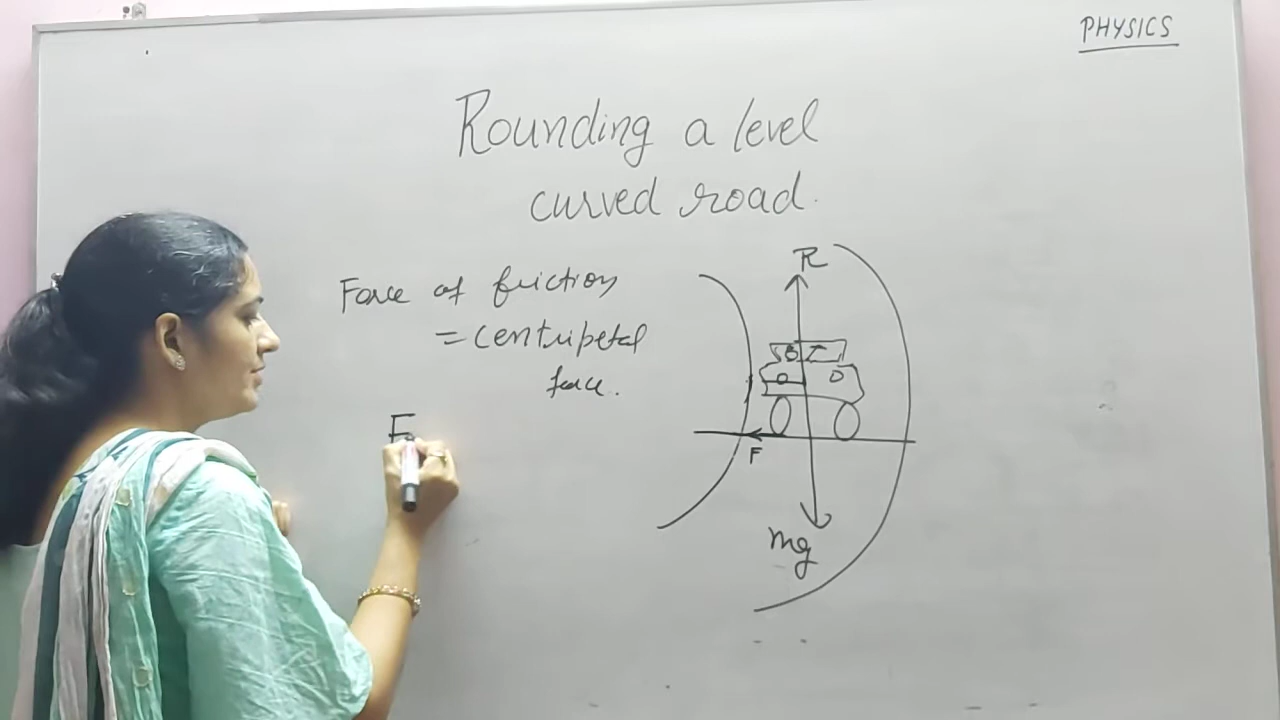 PHYSICS
Rounding a level
curved road.
Force of friction
= centripetal
force.
F
R
F
mg